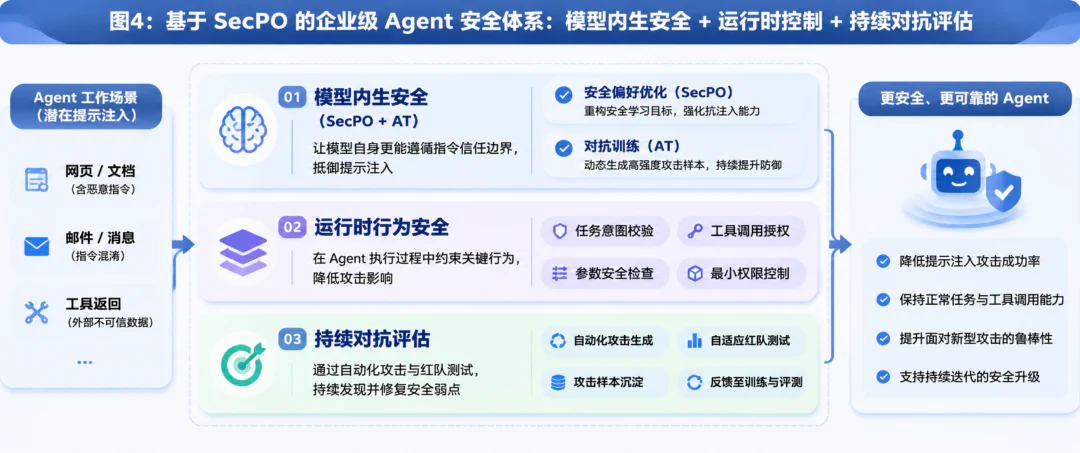 图4：基于 SecPO 的企业级 Agent 安全体系：模型内生安全 + 运行时控制 + 持续对抗评估
Agent 工作场景
（潜在提示注入）
网页 / 文档
（含恶意指令）
邮件 / 消息
（指令混淆）
工具返回
（外部不可信数据）
...
01 模型内生安全
（SecPO + AT）
让模型自身更能遵循指令信任边界，
抵御提示注入
安全偏好优化（SecPO）
重构安全学习目标，强化抗注入能力
对抗训练（AT）
动态生成高强度攻击样本，持续提升防御
02 运行时行为安全
在 Agent 执行过程中约束关键行为，
降低攻击影响
任务意图校验
工具调用授权
参数安全检查
最小权限控制
03 持续对抗评估
通过自动化攻击与红队测试，
持续发现并修复安全弱点
自动化攻击生成
自适应红队测试
攻击样本沉淀
反馈至训练与评测
更安全、更可靠的 Agent
降低提示注入攻击成功率
保持正常任务与工具调用能力
提升面对新型攻击的鲁棒性
支持持续迭代的安全升级